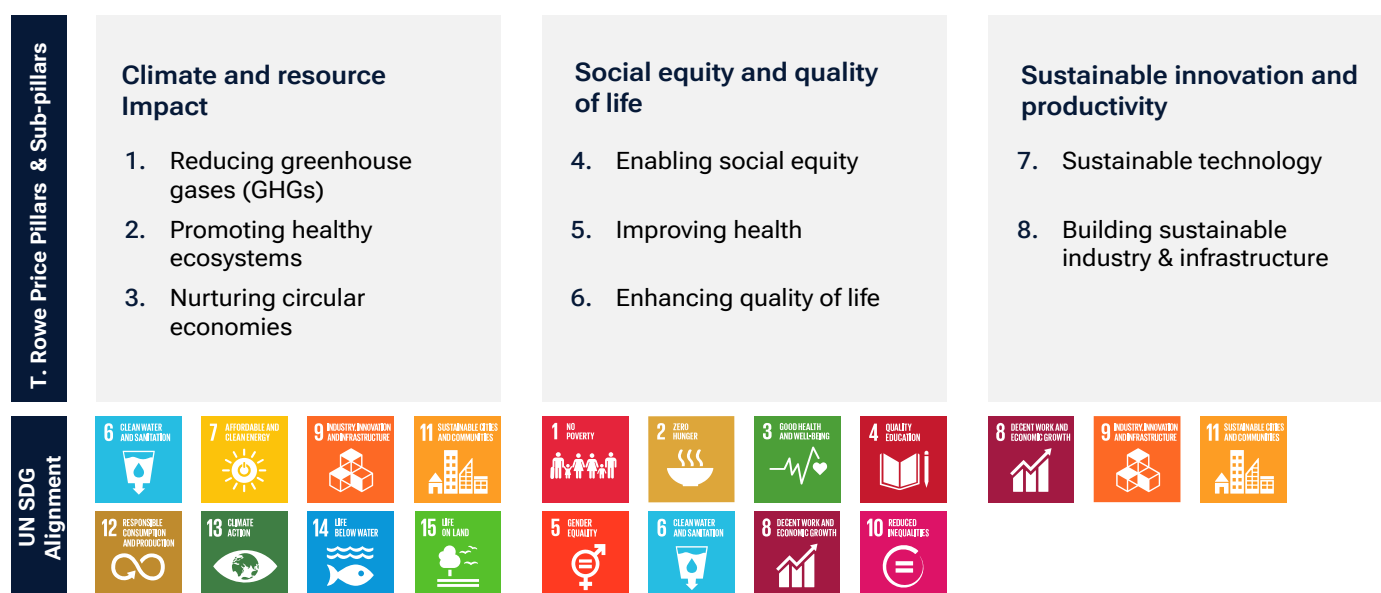 T. Rowe Price Pillars & Sub-pillars
Climate and resource
Impact
1. Reducing greenhouse
gases (GHGs)
2. Promoting healthy
ecosystems
3. Nurturing circular
economies
Social equity and quality
of life
4. Enabling social equity
5. Improving health
6. Enhancing quality of life
Sustainable innovation and
productivity
7. Sustainable technology
8. Building sustainable
industry & infrastructure
UN SDG
Alignment
6 CLEAN WATER
AND SANITATION
7 AFFORDABLE AND
CLEAN ENERGY
9 INDUSTRY, INNOVATION
AND INFRASTRUCTURE
11 SUSTAINABLE CITIES
AND COMMUNITIES
12 RESPONSIBLE
CONSUMPTION
AND PRODUCTION
13 CLIMATE
ACTION
14 LIFE
BELOW WATER
15 LIFE
ON LAND
1 NO
POVERTY
2 ZERO
HUNGER
3 GOOD HEALTH
AND WELL-BEING
4 QUALITY
EDUCATION
5 GENDER
EQUALITY
6 CLEAN WATER
AND SANITATION
8 DECENT WORK AND
ECONOMIC GROWTH
10 REDUCED
INEQUALITIES
8 DECENT WORK AND
ECONOMIC GROWTH
9 INDUSTRY, INNOVATION
AND INFRASTRUCTURE
11 SUSTAINABLE CITIES
AND COMMUNITIES